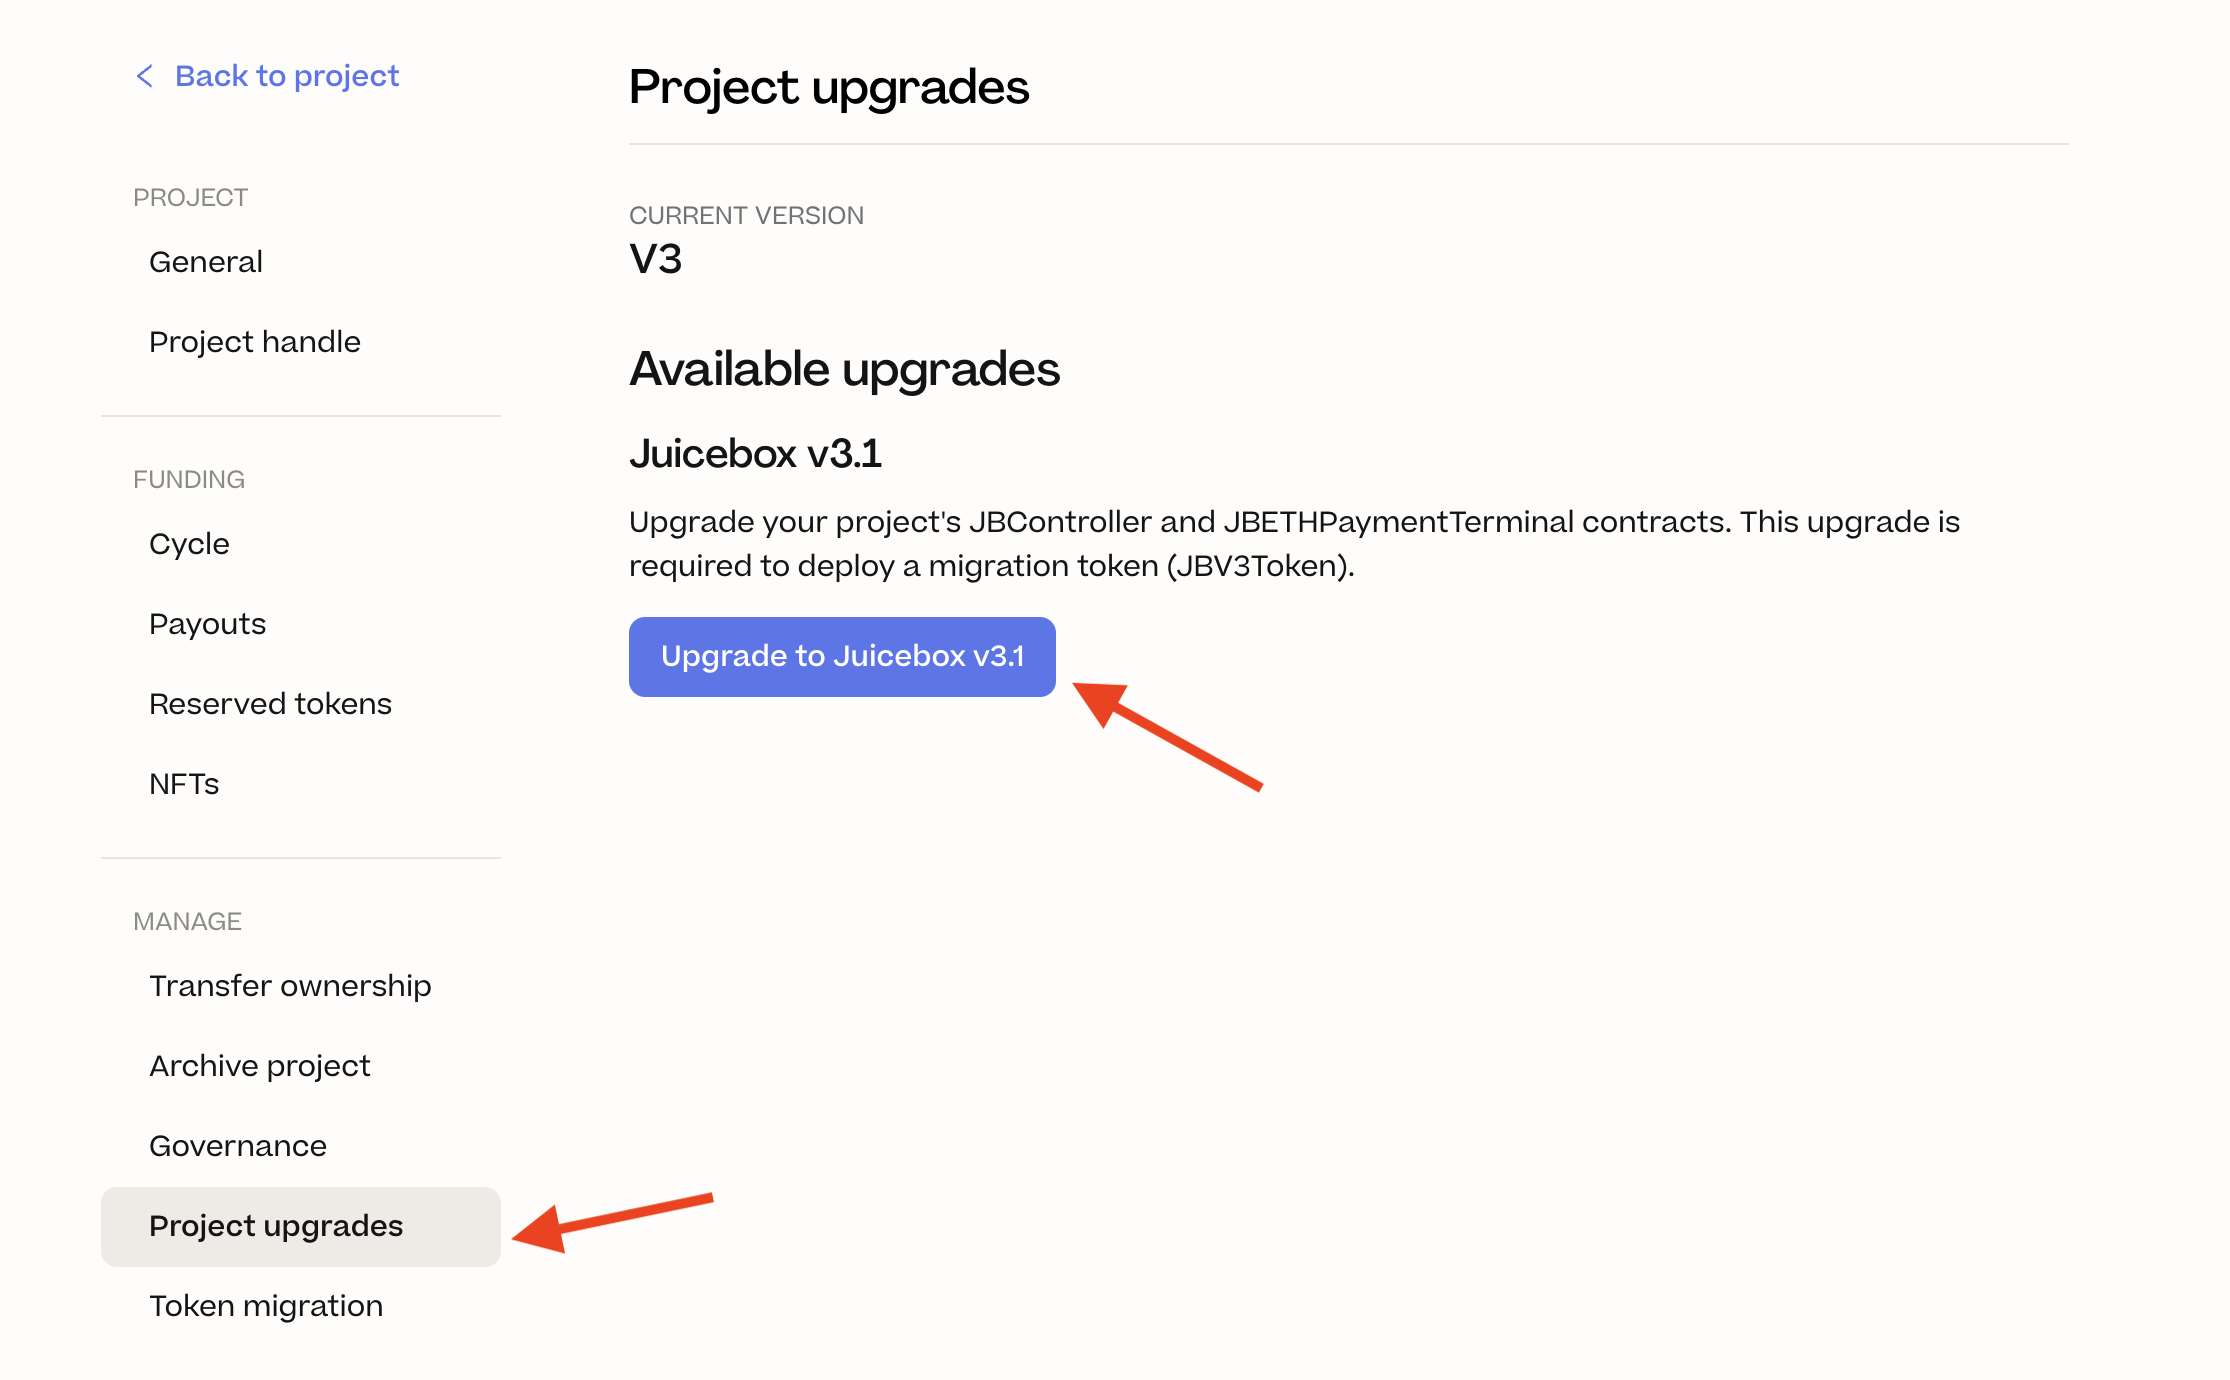 Back to project
PROJECT
General
Project handle
FUNDING
Cycle
Payouts
Reserved tokens
NFTs
MANAGE
Transfer ownership
Archive project
Governance
Project upgrades
Token migration
Project upgrades
CURRENT VERSION
V3
Available upgrades
Juicebox v3.1
Upgrade your project's JBController and JBETHPaymentTerminal contracts. This upgrade is
required to deploy a migration token (JBV3Token).
Upgrade to Juicebox v3.1